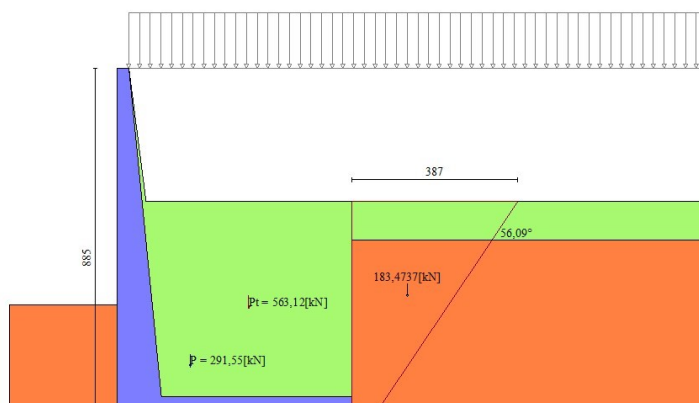 387
56,09°
885
183,4737[kN]
Pt = 563,12[kN]
P = 291,55[kN]